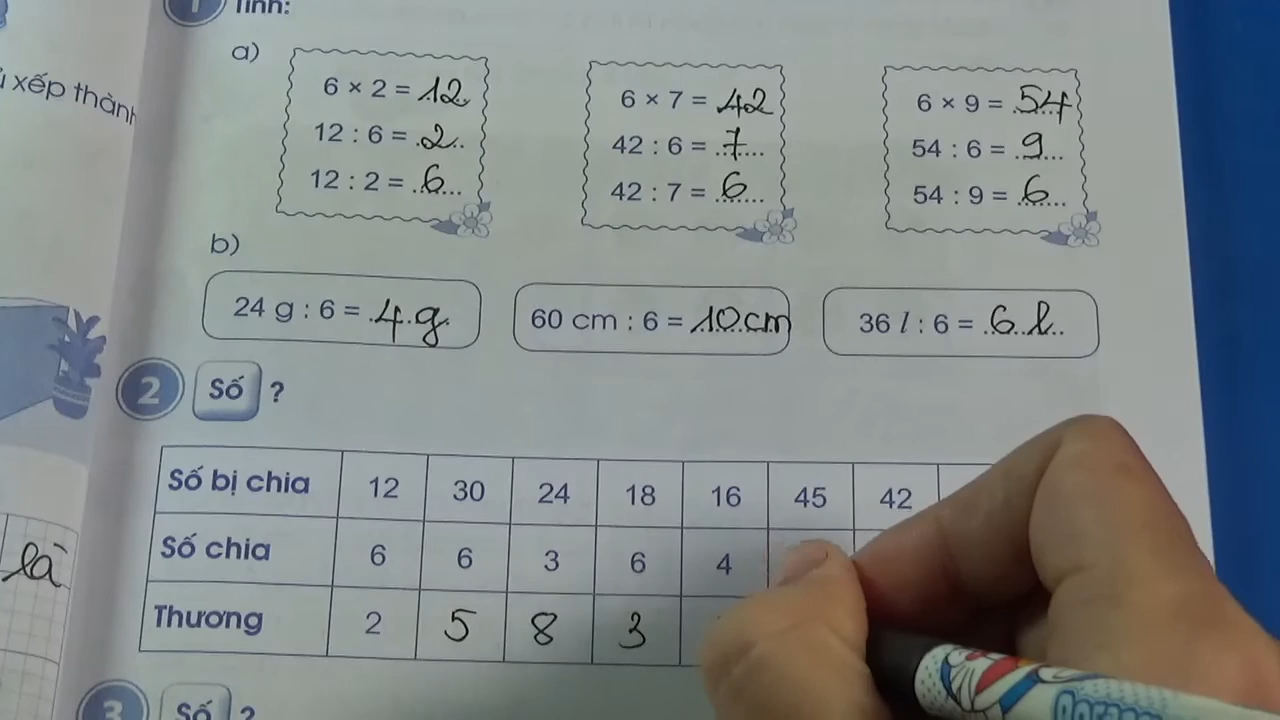 1 Tính:
a)
6 × 2 = 12
12 : 6 = 2
12 : 2 = 6
6 × 7 = 42
42 : 6 = 7
42 : 7 = 6
6 × 9 = 54
54 : 6 = 9
54 : 9 = 6
xếp thành
b)
24 g : 6 = 4 g
60 cm : 6 = 10 cm
36 l : 6 = 6 l
2 Số ?
Số bị chia 12 30 24 18 16 45 42
Số chia 6 6 3 6 4
Thương 2 5 8 3
là
3 Số ?